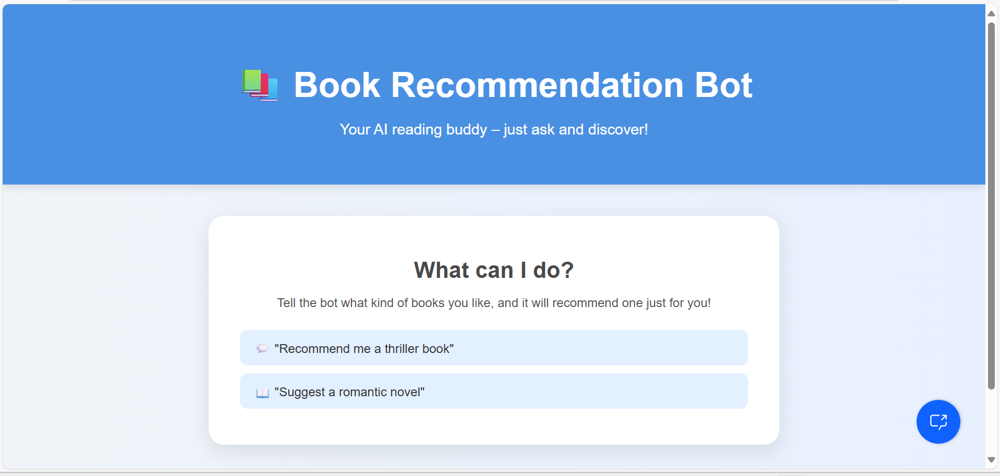 Book Recommendation Bot
Your AI reading buddy – just ask and discover!
What can I do?
Tell the bot what kind of books you like, and it will recommend one just for you!
"Recommend me a thriller book"
"Suggest a romantic novel"